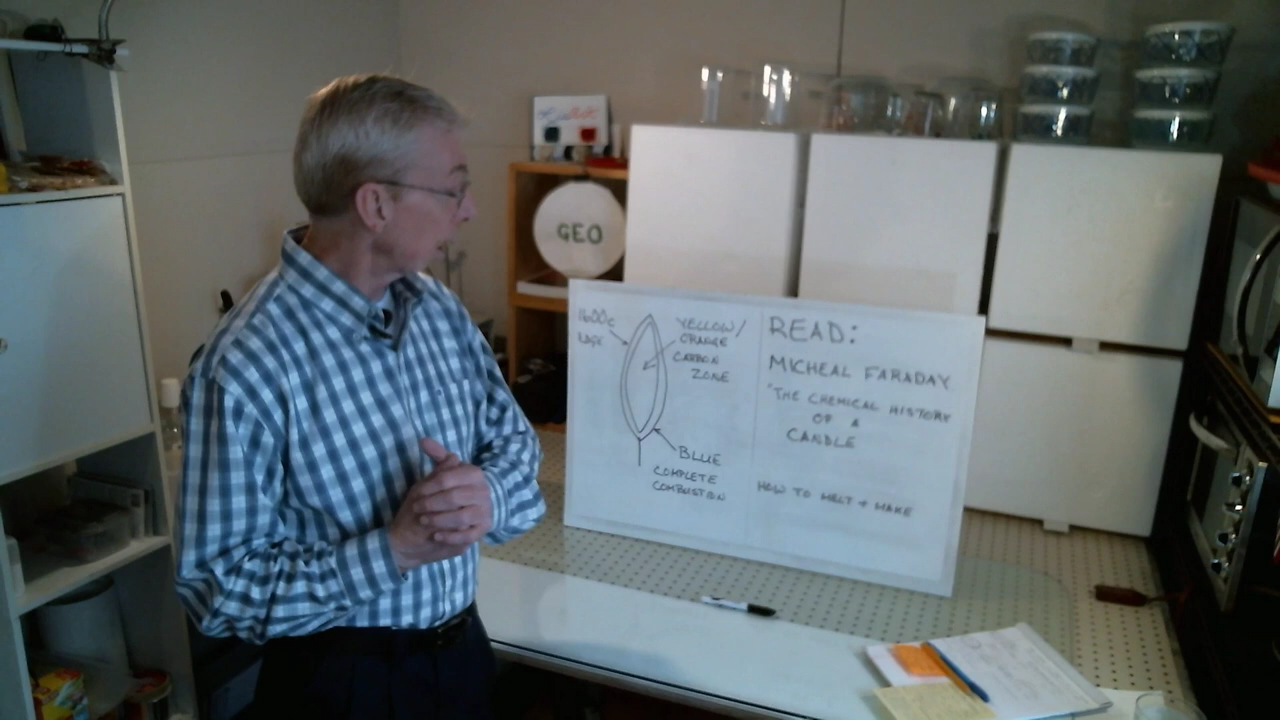 GEO
1600c
YELLOW/
ORANGE
CARBON
ZONE
BLUE
COMPLETE
COMBUSTION
READ:
MICHEAL FARADAY
"THE CHEMICAL HISTORY
OF A
CANDLE
HOW TO MELT + MAKE